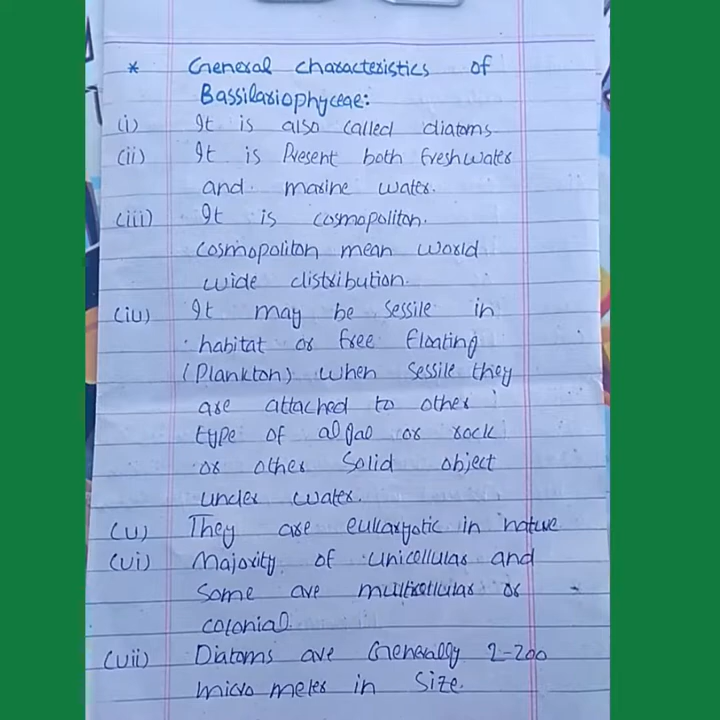 * General characteristics of
Bassilariophyceae:
(i) It is also called diatoms
(ii) It is Present both freshwater
and marine water.
(iii) It is cosmopoliton.
cosmopoliton mean world
wide distribution.
(iv) It may be sessile in
habitat or free floating
(Plankton) when sessile they
are attached to other
type of algae or rock
or other solid object
under water.
(v) They are eukaryotic in nature
(vi) Majority of unicellular and
some are multicellular or
colonial.
(vii) Diatoms are Generally 2-200
micro meter in size.